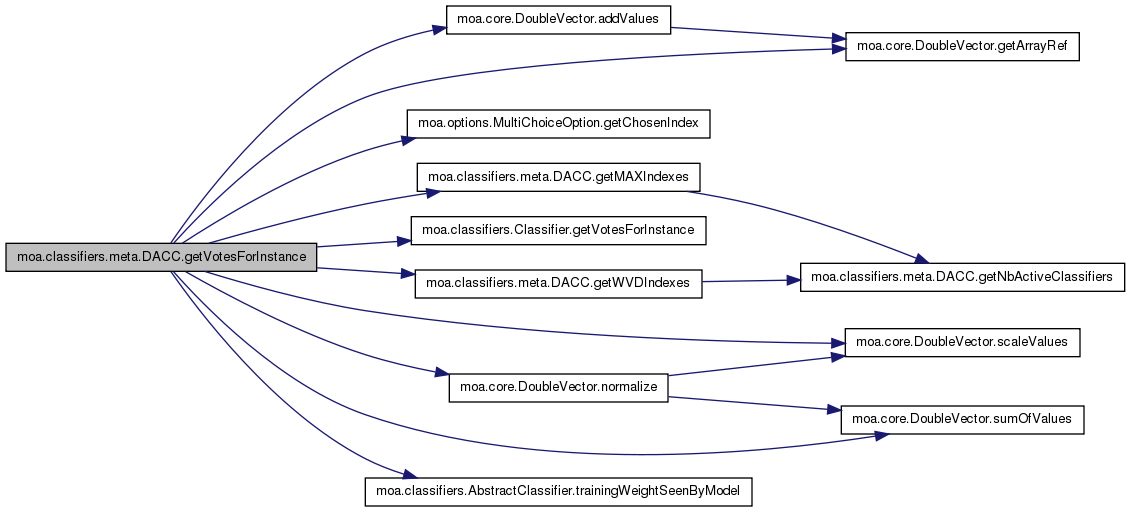 moa.core.DoubleVector.addValues
moa.core.DoubleVector.getArrayRef
moa.options.MultiChoiceOption.getChosenIndex
moa.classifiers.meta.DACC.getMAXIndexes
moa.classifiers.Classifier.getVotesForInstance
moa.classifiers.meta.DACC.getVotesForInstance
moa.classifiers.meta.DACC.getWVDIndexes
moa.classifiers.meta.DACC.getNbActiveClassifiers
moa.core.DoubleVector.scaleValues
moa.core.DoubleVector.normalize
moa.core.DoubleVector.sumOfValues
moa.classifiers.AbstractClassifier.trainingWeightSeenByModel